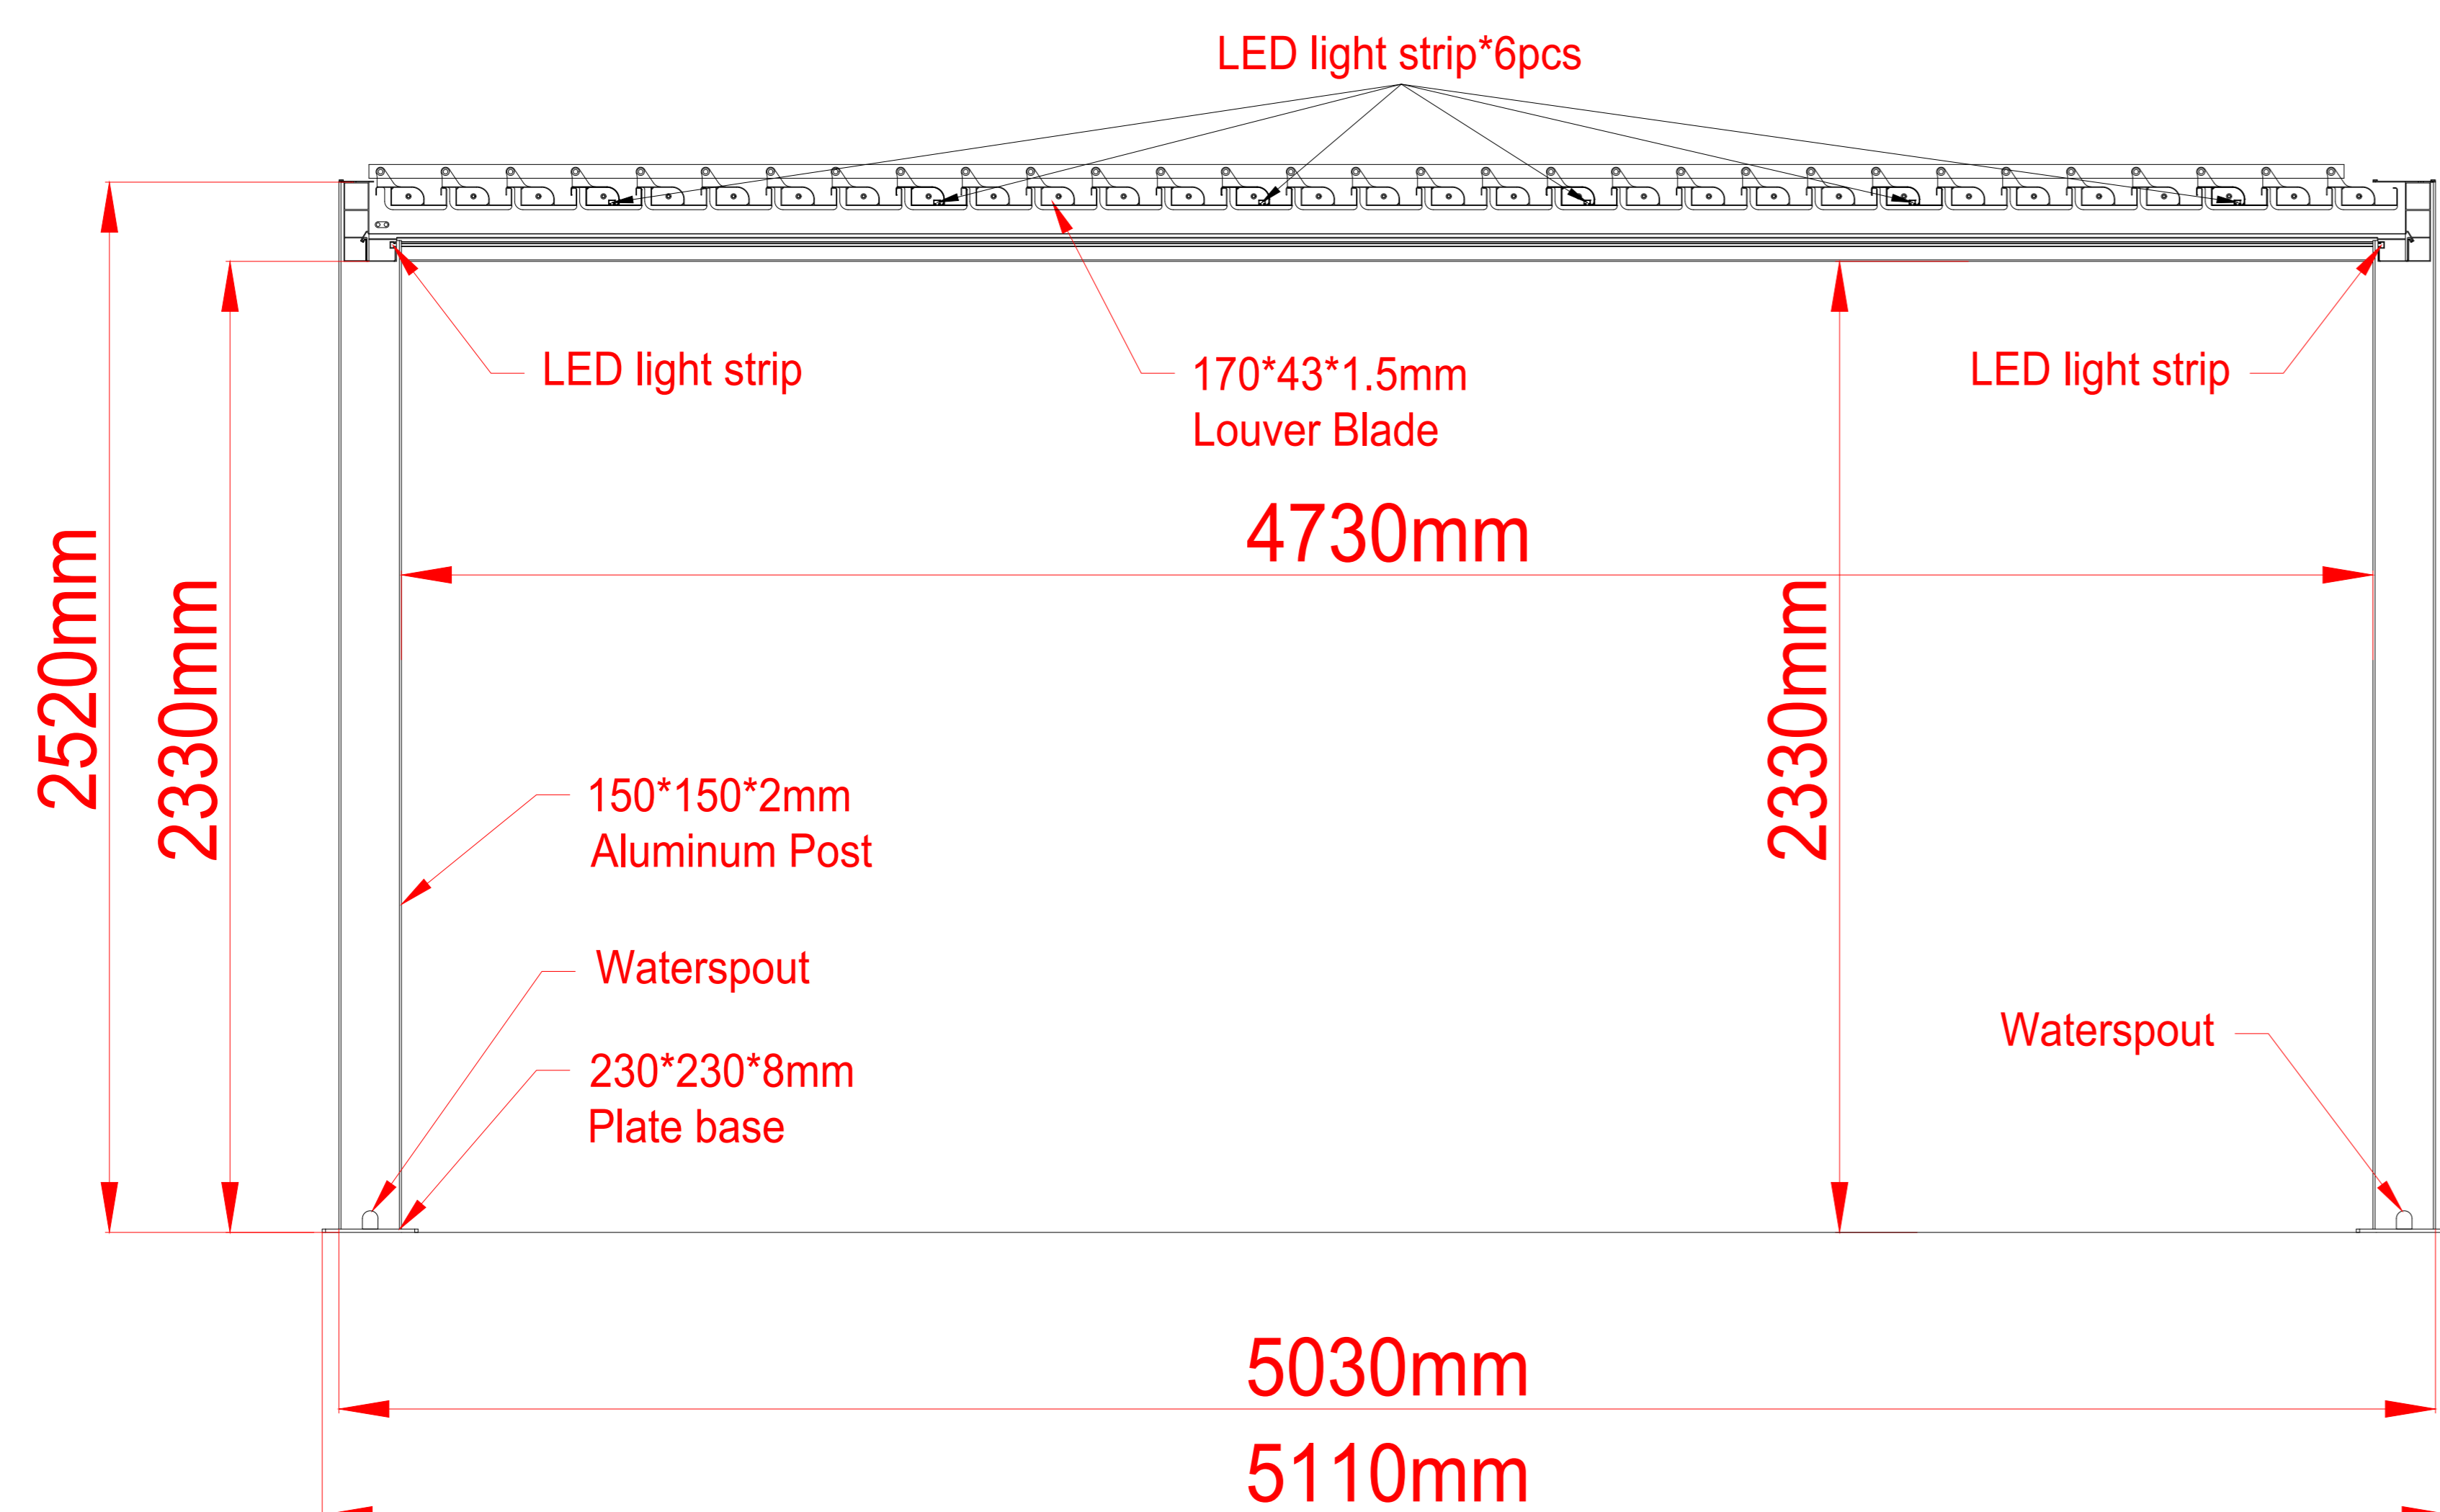 LED light strip*6pcs
LED light strip
170*43*1.5mm
Louver Blade
LED light strip
4730mm
2520mm
2330mm
2330mm
150*150*2mm
Aluminum Post
Waterspout
230*230*8mm
Plate base
Waterspout
5030mm
5110mm